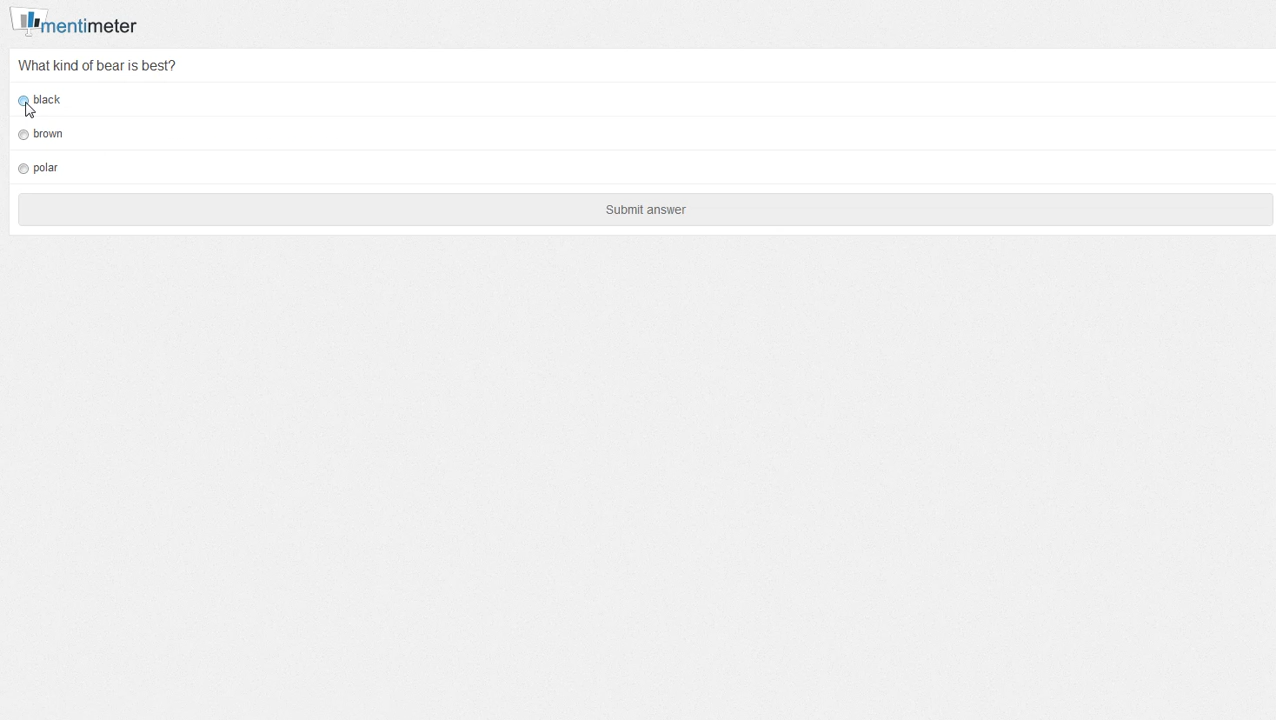 mentimeter
What kind of bear is best?
black
brown
polar
Submit answer